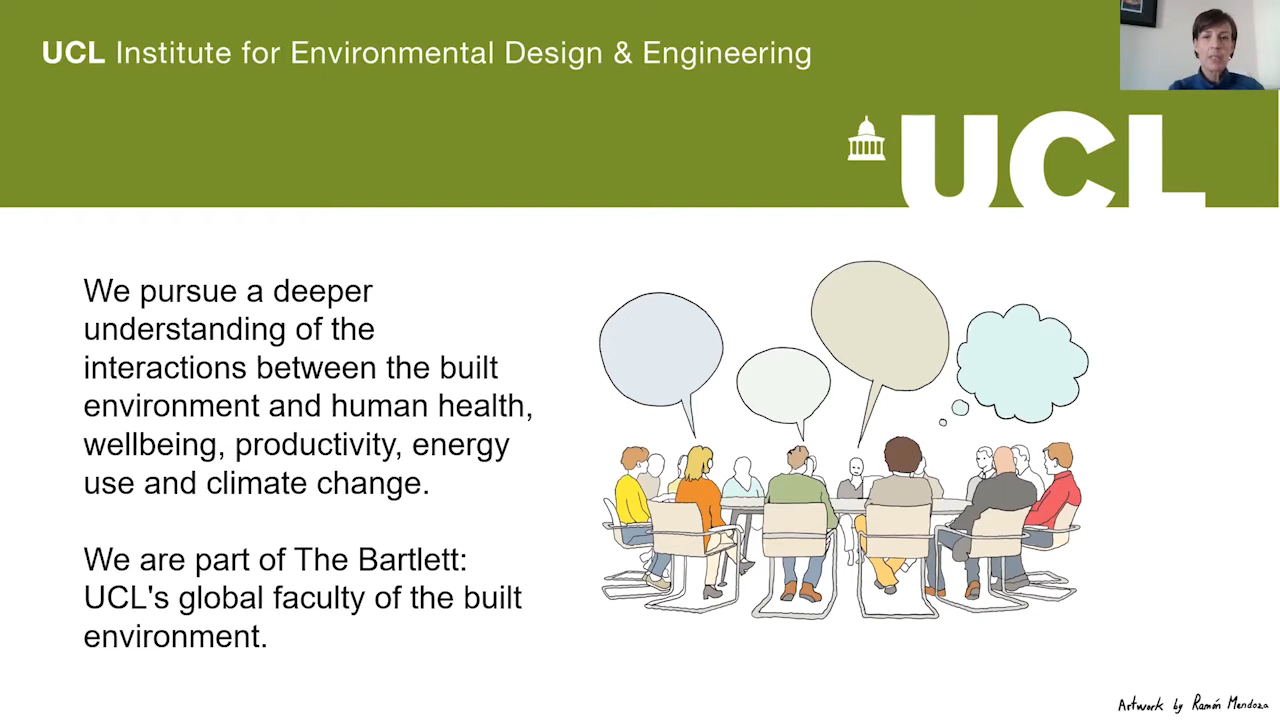 UCL Institute for Environmental Design & Engineering
UCL
We pursue a deeper
understanding of the
interactions between the built
environment and human health,
wellbeing, productivity, energy
use and climate change.
We are part of The Bartlett:
UCL's global faculty of the built
environment.
Artwork by Ramón Mendoza